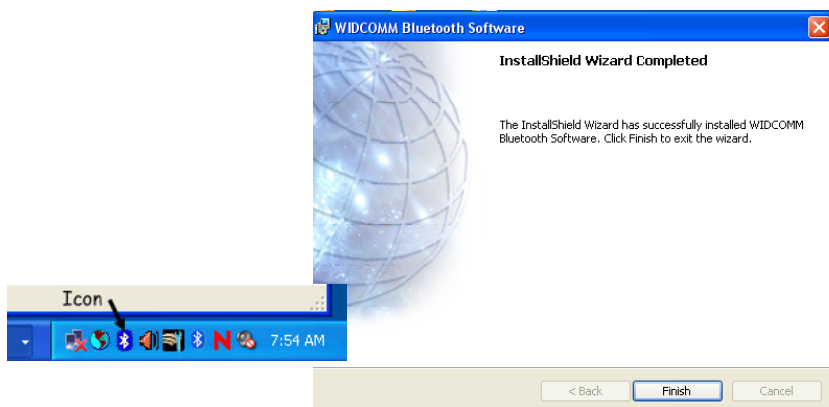 WIDCOMM Bluetooth Software
InstallShield Wizard Completed
The InstallShield Wizard has successfully installed WIDCOMM
Bluetooth Software. Click Finish to exit the wizard.
Icon
N 7:54 AM
< Back Finish Cancel